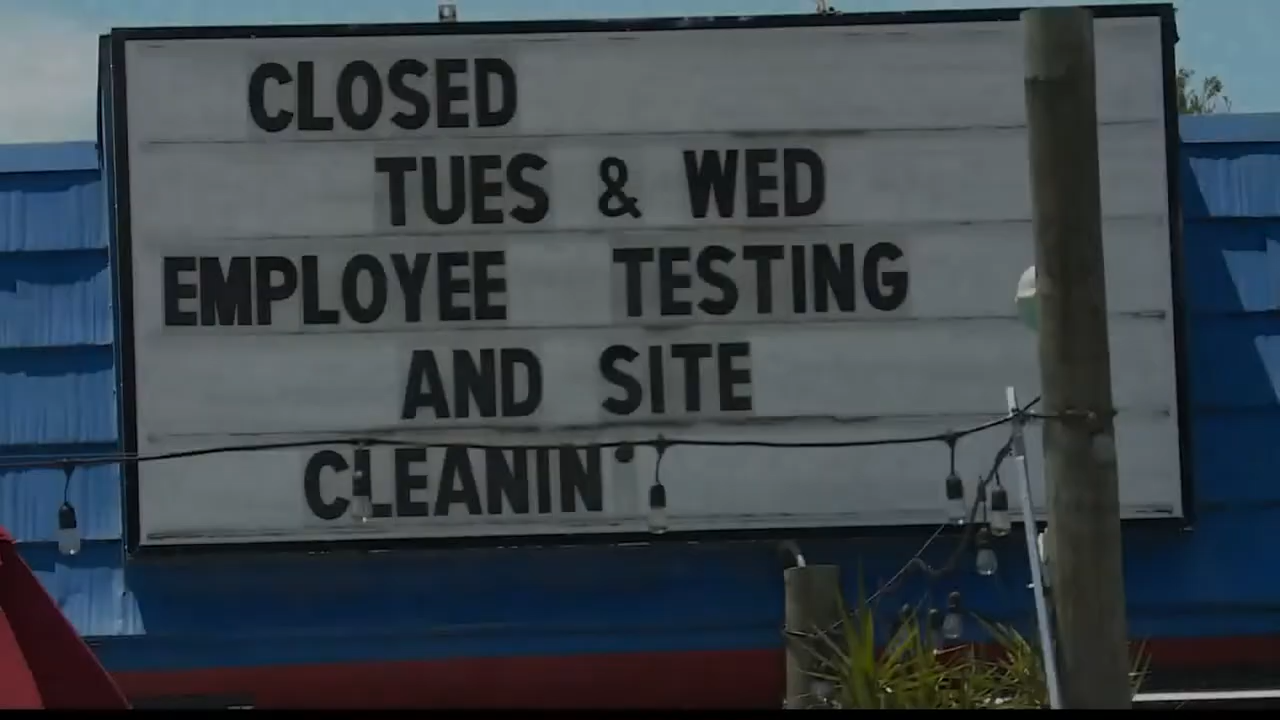 CLOSED
TUES & WED
EMPLOYEE TESTING
AND SITE
CLEANIN'